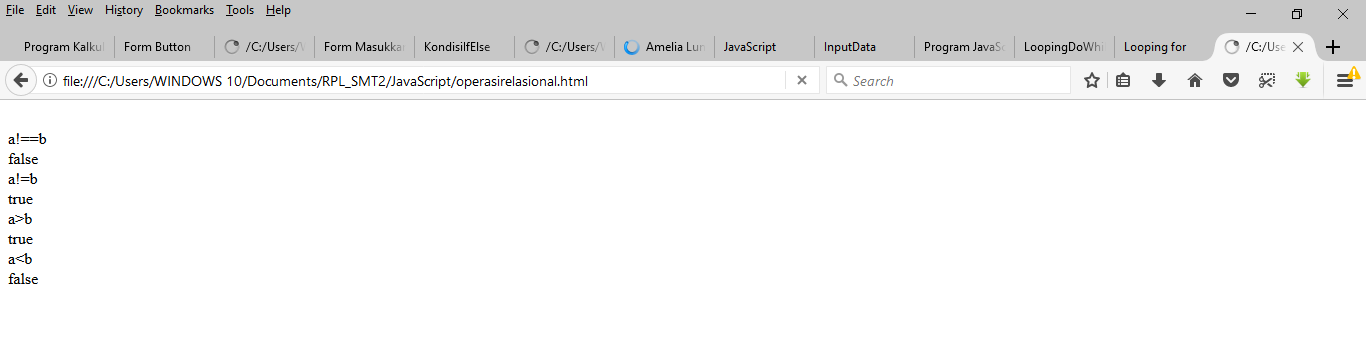 File Edit View History Bookmarks Tools Help
Program Kalkul Form Button /C:/Users/W Form Masukkan KondisiIfElse /C:/Users/W Amelia Lun JavaScript InputData Program JavaSc LoopingDoWhi Looping for /C:/Use
file:///C:/Users/WINDOWS 10/Documents/RPL_SMT2/JavaScript/operasirelasional.html Search
a!==b
false
a!=b
true
a>b
true
a<b
false